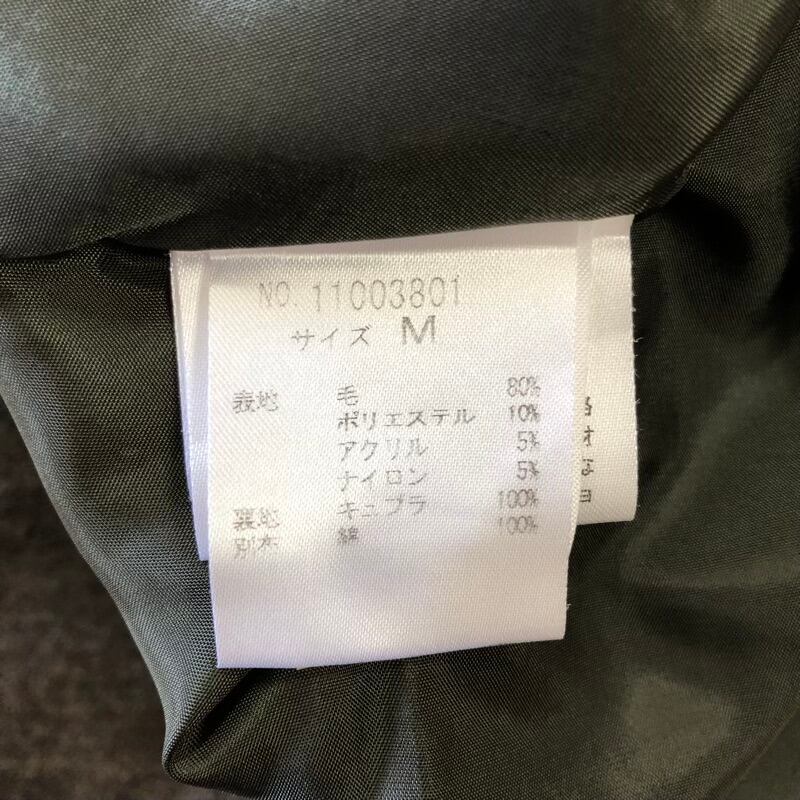 NO. 11003801
サイズ M
表地 毛 80%
ポリエステル 10%
アクリル 5%
ナイロン 5%
裏地 キュプラ 100%
別布 綿 100%